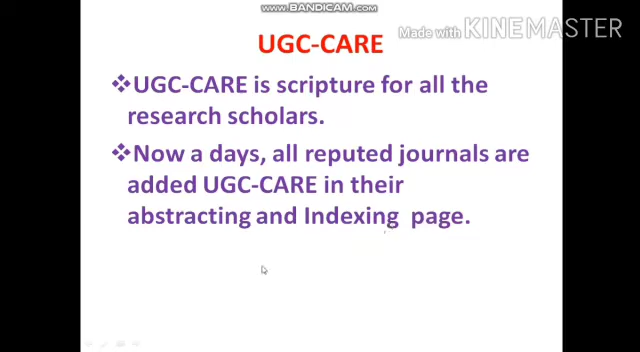 WWW.BANDICAM.COM
Made with KINEMASTER
UGC-CARE
❖UGC-CARE is scripture for all the
research scholars.
❖Now a days, all reputed journals are
added UGC-CARE in their
abstracting and Indexing page.